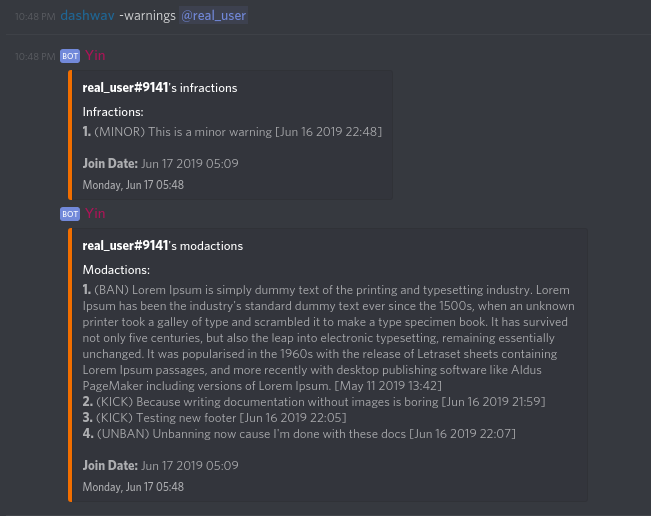 10:48 PM dashwav -warnings @real_user
10:48 PM BOT Yin
real_user#9141's infractions
Infractions:
1. (MINOR) This is a minor warning [Jun 16 2019 22:48]
Join Date: Jun 17 2019 05:09
Monday, Jun 17 05:48
BOT Yin
real_user#9141's modactions
Modactions:
1. (BAN) Lorem Ipsum is simply dummy text of the printing and typesetting industry. Lorem
Ipsum has been the industry's standard dummy text ever since the 1500s, when an unknown
printer took a galley of type and scrambled it to make a type specimen book. It has survived
not only five centuries, but also the leap into electronic typesetting, remaining essentially
unchanged. It was popularised in the 1960s with the release of Letraset sheets containing
Lorem Ipsum passages, and more recently with desktop publishing software like Aldus
PageMaker including versions of Lorem Ipsum. [May 11 2019 13:42]
2. (KICK) Because writing documentation without images is boring [Jun 16 2019 21:59]
3. (KICK) Testing new footer [Jun 16 2019 22:05]
4. (UNBAN) Unbanning now cause I'm done with these docs [Jun 16 2019 22:07]
Join Date: Jun 17 2019 05:09
Monday, Jun 17 05:48